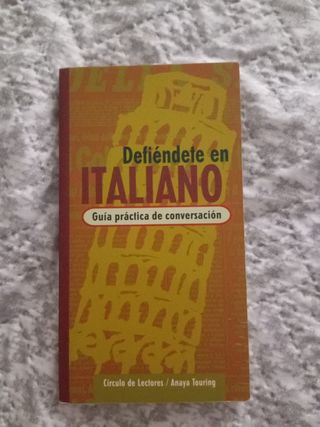 Defiéndete en
ITALIANO
Guía práctica de conversación
Círculo de Lectores / Anaya Touring